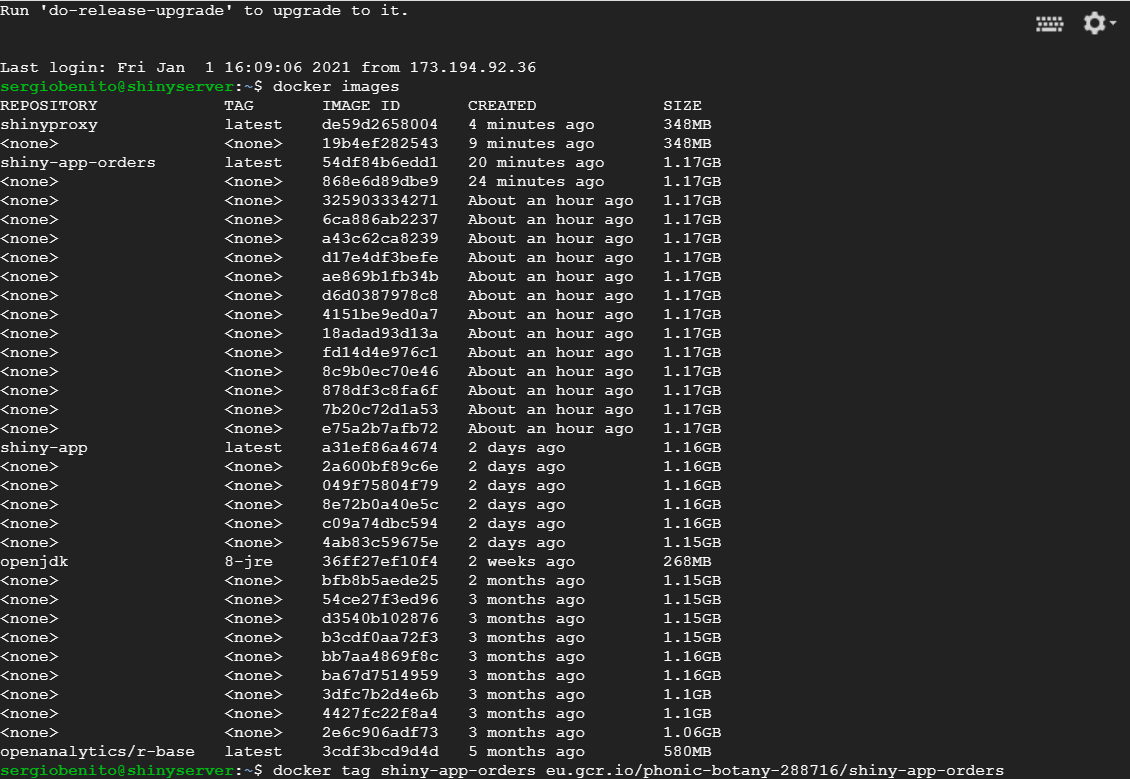 Run 'do-release-upgrade' to upgrade to it.
Last login: Fri Jan  1 16:09:06 2021 from 173.194.92.36
sergiobenito@shinyserver:~$ docker images
REPOSITORY             TAG       IMAGE ID       CREATED             SIZE
shinyproxy             latest    de59d2658004   4 minutes ago       348MB
<none>                 <none>    19b4ef282543   9 minutes ago       348MB
shiny-app-orders       latest    54df84b6edd1   20 minutes ago      1.17GB
<none>                 <none>    868e6d89dbe9   24 minutes ago      1.17GB
<none>                 <none>    325903334271   About an hour ago   1.17GB
<none>                 <none>    6ca886ab2237   About an hour ago   1.17GB
<none>                 <none>    a43c62ca8239   About an hour ago   1.17GB
<none>                 <none>    d17e4df3befe   About an hour ago   1.17GB
<none>                 <none>    ae869b1fb34b   About an hour ago   1.17GB
<none>                 <none>    d6d0387978c8   About an hour ago   1.17GB
<none>                 <none>    4151be9ed0a7   About an hour ago   1.17GB
<none>                 <none>    18adad93d13a   About an hour ago   1.17GB
<none>                 <none>    fd14d4e976c1   About an hour ago   1.17GB
<none>                 <none>    8c9b0ec70e46   About an hour ago   1.17GB
<none>                 <none>    878df3c8fa6f   About an hour ago   1.17GB
<none>                 <none>    7b20c72d1a53   About an hour ago   1.17GB
<none>                 <none>    e75a2b7afb72   About an hour ago   1.17GB
shiny-app              latest    a31ef86a4674   2 days ago          1.16GB
<none>                 <none>    2a600bf89c6e   2 days ago          1.16GB
<none>                 <none>    049f75804f79   2 days ago          1.16GB
<none>                 <none>    8e72b0a40e5c   2 days ago          1.16GB
<none>                 <none>    c09a74dbc594   2 days ago          1.16GB
<none>                 <none>    4ab83c59675e   2 days ago          1.15GB
openjdk                8-jre     36ff27ef10f4   2 weeks ago         268MB
<none>                 <none>    bfb8b5aede25   2 months ago        1.15GB
<none>                 <none>    54ce27f3ed96   3 months ago        1.15GB
<none>                 <none>    d3540b102876   3 months ago        1.15GB
<none>                 <none>    b3cdf0aa72f3   3 months ago        1.15GB
<none>                 <none>    bb7aa4869f8c   3 months ago        1.16GB
<none>                 <none>    ba67d7514959   3 months ago        1.16GB
<none>                 <none>    3dfc7b2d4e6b   3 months ago        1.1GB
<none>                 <none>    4427fc22f8a4   3 months ago        1.1GB
<none>                 <none>    2e6c906adf73   3 months ago        1.06GB
openanalytics/r-base   latest    3cdf3bcd9d4d   5 months ago        580MB
sergiobenito@shinyserver:~$ docker tag shiny-app-orders eu.gcr.io/phonic-botany-288716/shiny-app-orders